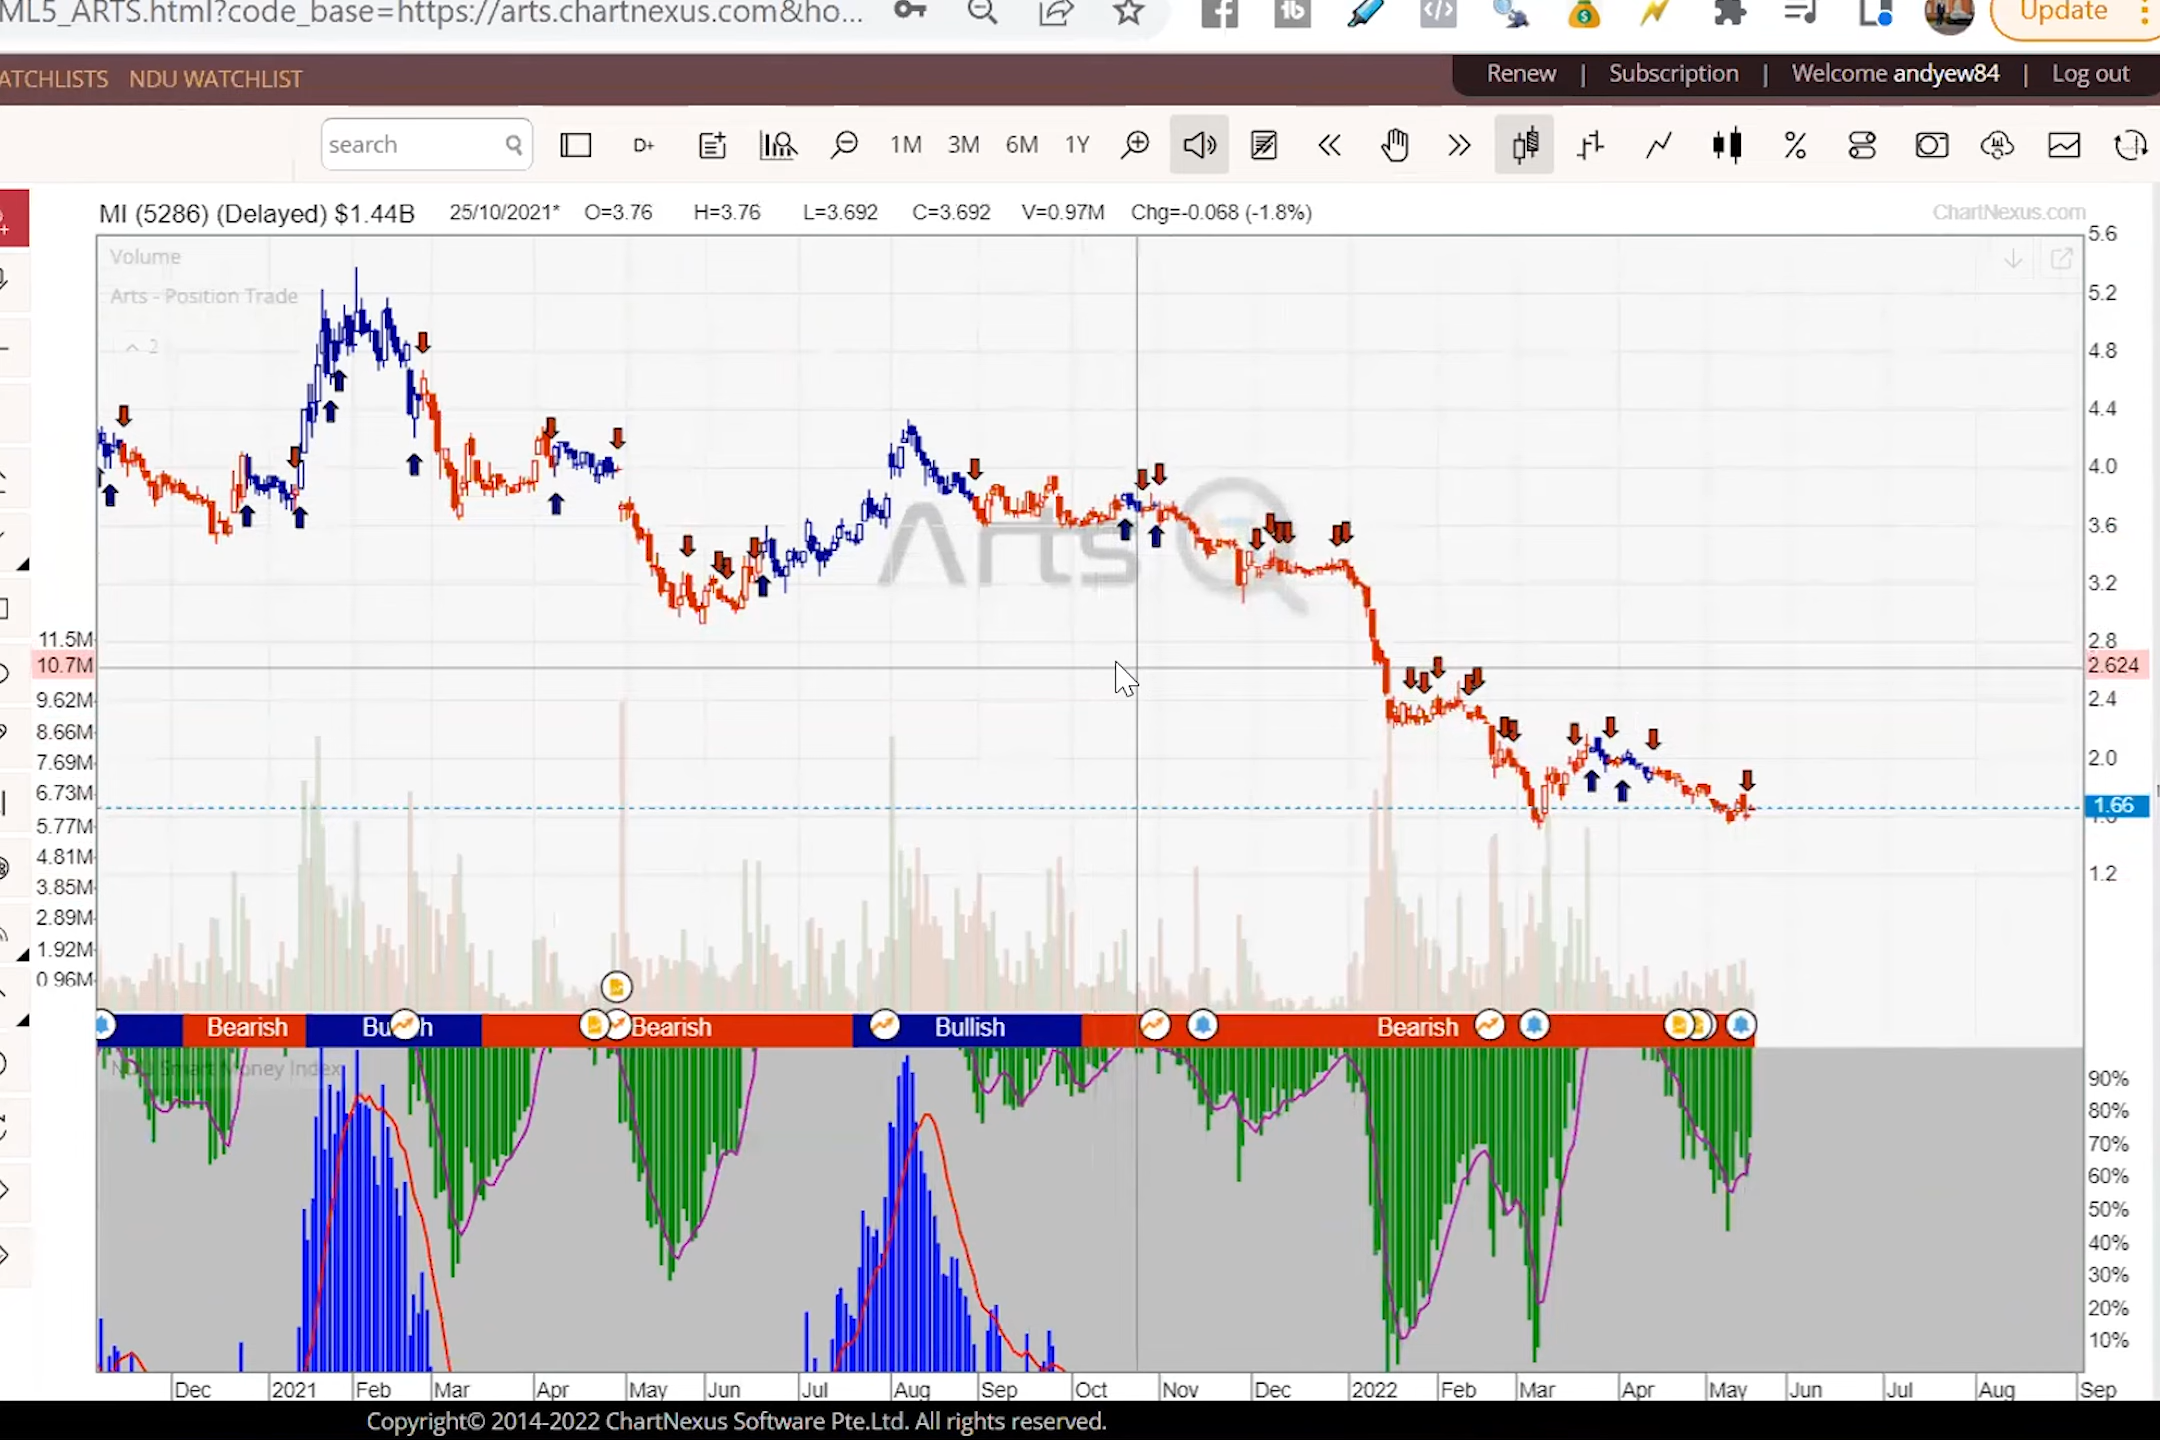 ML5_ARTS.html?code_base=https://arts.chartnexus.com&ho...
Update
ATCHLISTS NDU WATCHLIST
Renew | Subscription | Welcome andyew84 | Log out
search D+ 1M 3M 6M 1Y %
MI (5286) (Delayed) $1.44B 25/10/2021* O=3.76 H=3.76 L=3.692 C=3.692 V=0.97M Chg=-0.068 (-1.8%)
ChartNexus.com
Volume
Arts - Position Trade
2
5.6
5.2
4.8
4.4
4.0
3.6
3.2
2.8
2.624
2.4
2.0
1.66
1.2
Arts
11.5M
10.7M
9.62M
8.66M
7.69M
6.73M
5.77M
4.81M
3.85M
2.89M
1.92M
0.96M
Bearish Bearish Bullish Bearish
Smart Money Index
90%
80%
70%
60%
50%
40%
30%
20%
10%
Dec 2021 Feb Mar Apr May Jun Jul Aug Sep Oct Nov Dec 2022 Feb Mar Apr May Jun Jul Aug Sep
Copyright© 2014-2022 ChartNexus Software Pte.Ltd. All rights reserved.